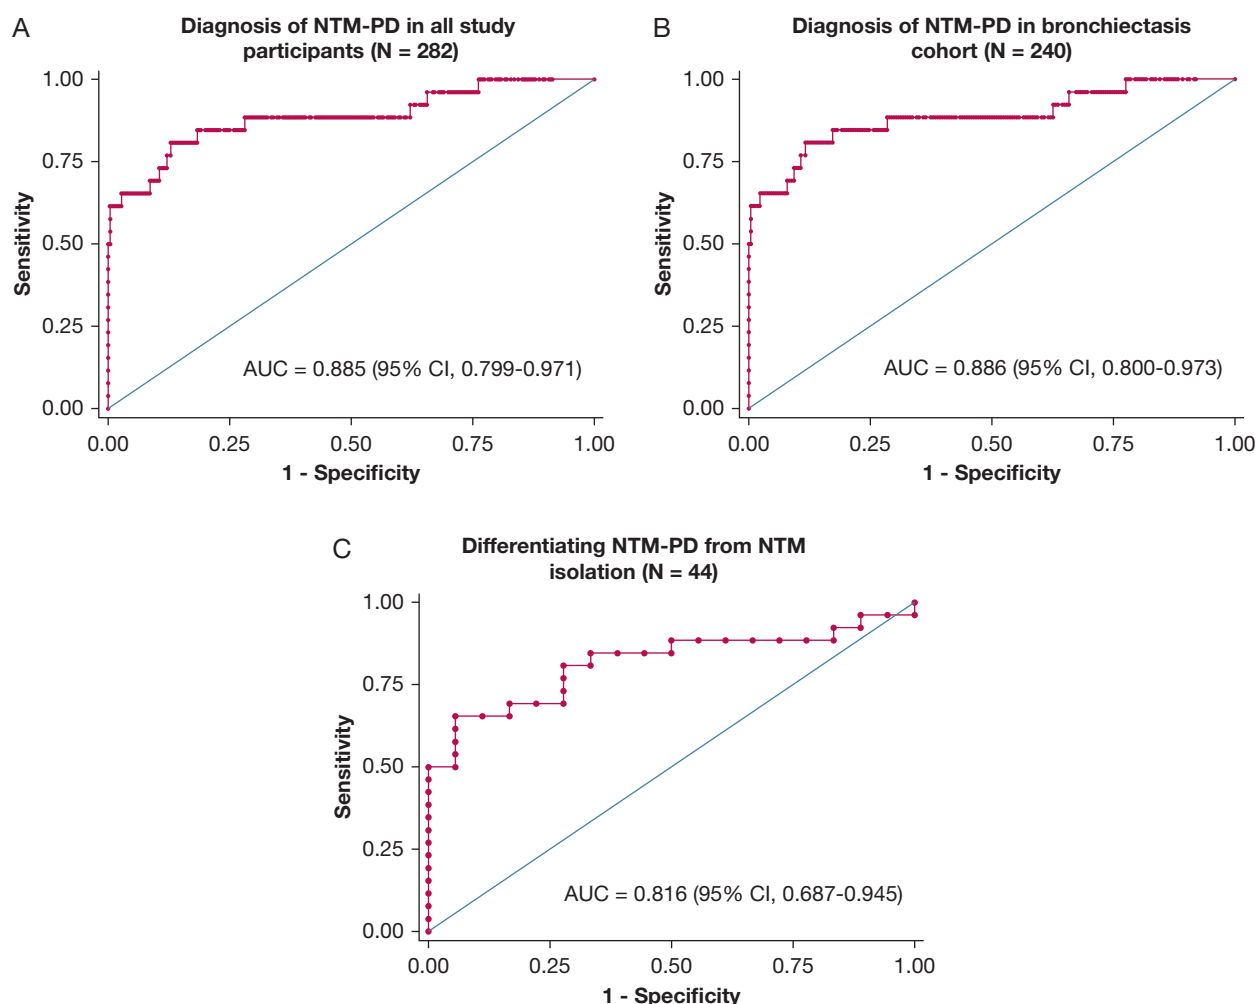 A
Diagnosis of NTM-PD in all study
participants (N = 282)
1.00
0.75
0.50
0.25
0.00
Sensitivity
AUC = 0.885 (95% CI, 0.799-0.971)
0.00 0.25 0.50 0.75 1.00
1 - Specificity
B
Diagnosis of NTM-PD in bronchiectasis
cohort (N = 240)
1.00
0.75
0.50
0.25
0.00
Sensitivity
AUC = 0.886 (95% CI, 0.800-0.973)
0.00 0.25 0.50 0.75 1.00
1 - Specificity
C
Differentiating NTM-PD from NTM
isolation (N = 44)
1.00
0.75
0.50
0.25
0.00
Sensitivity
AUC = 0.816 (95% CI, 0.687-0.945)
0.00 0.25 0.50 0.75 1.00
1 - Specificity